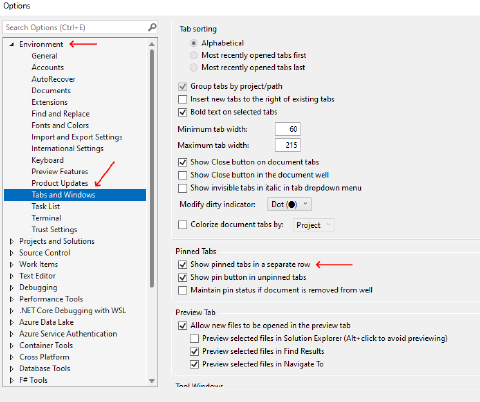 Options
Search Options (Ctrl+E)
Environment
General
Accounts
AutoRecover
Documents
Extensions
Find and Replace
Fonts and Colors
Import and Export Settings
International Settings
Keyboard
Preview Features
Product Updates
Tabs and Windows
Task List
Terminal
Trust Settings
Projects and Solutions
Source Control
Work Items
Text Editor
Debugging
Performance Tools
.NET Core Debugging with WSL
Azure Data Lake
Azure Service Authentication
Container Tools
Cross Platform
Database Tools
F# Tools
Tab sorting
Alphabetical
Most recently opened tabs first
Most recently opened tabs last
Group tabs by project/path
Insert new tabs to the right of existing tabs
Bold text on selected tabs
Minimum tab width: 60
Maximum tab width: 215
Show Close button on document tabs
Show Close button in the document well
Show invisible tabs in italic in tab dropdown menu
Modify dirty indicator: Dot (●)
Colorize document tabs by: Project
Pinned Tabs
Show pinned tabs in a separate row
Show pin button in unpinned tabs
Maintain pin status if document is removed from well
Preview Tab
Allow new files to be opened in the preview tab
Preview selected files in Solution Explorer (Alt+click to avoid previewing)
Preview selected files in Find Results
Preview selected files in Navigate To
Tool Windows